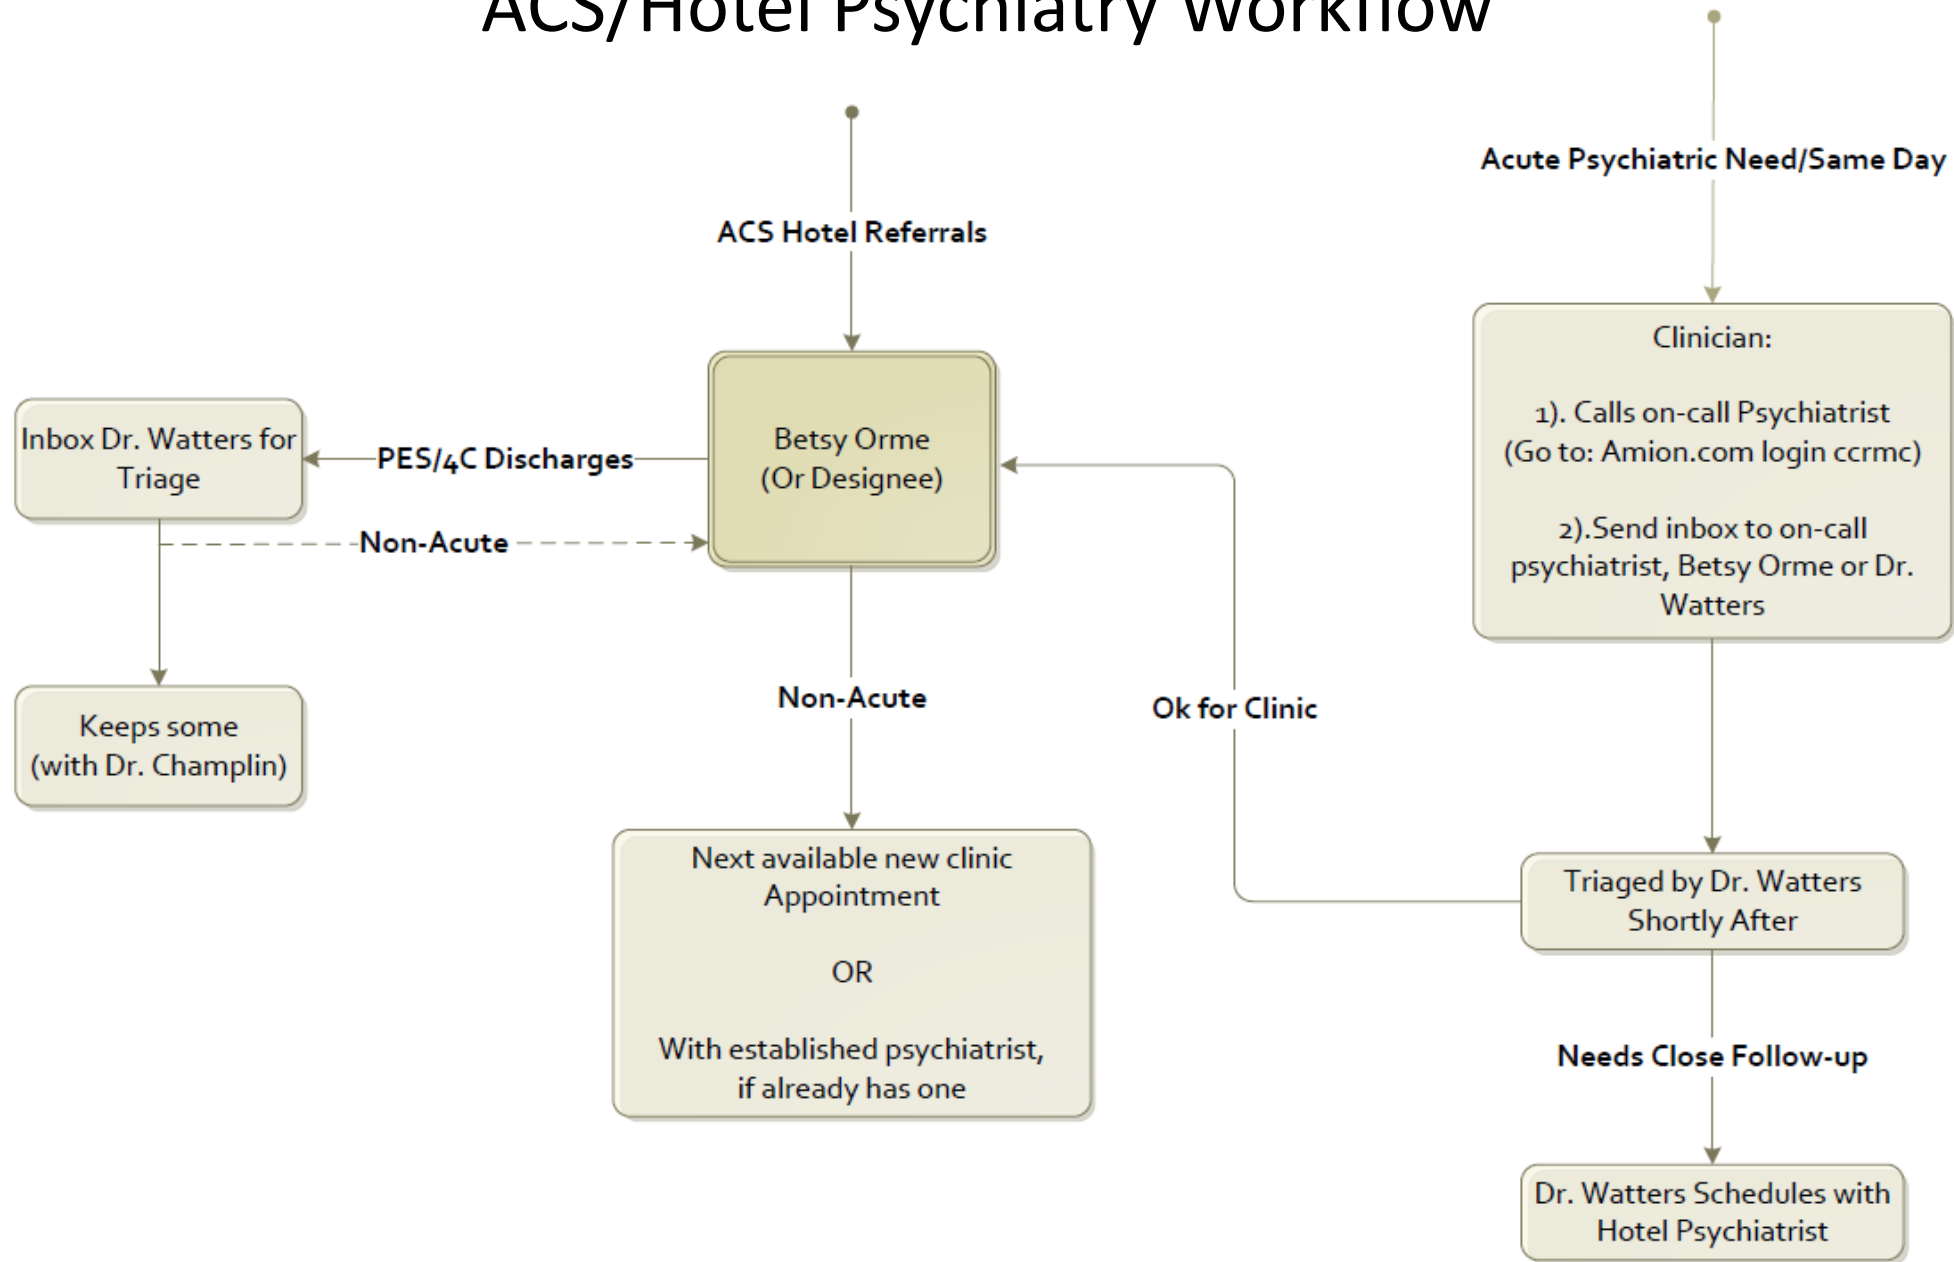 ACS/Hotel Psychiatry Workflow
Acute Psychiatric Need/Same Day
ACS Hotel Referrals
Clinician:
1). Calls on-call Psychiatrist
(Go to: Amion.com login ccrmc)
2).Send inbox to on-call
psychiatrist, Betsy Orme or Dr.
Watters
Betsy Orme
(Or Designee)
PES/4C Discharges
Inbox Dr. Watters for
Triage
Non-Acute
Keeps some
(with Dr. Champlin)
Non-Acute
Ok for Clinic
Next available new clinic
Appointment
OR
With established psychiatrist,
if already has one
Triaged by Dr. Watters
Shortly After
Needs Close Follow-up
Dr. Watters Schedules with
Hotel Psychiatrist